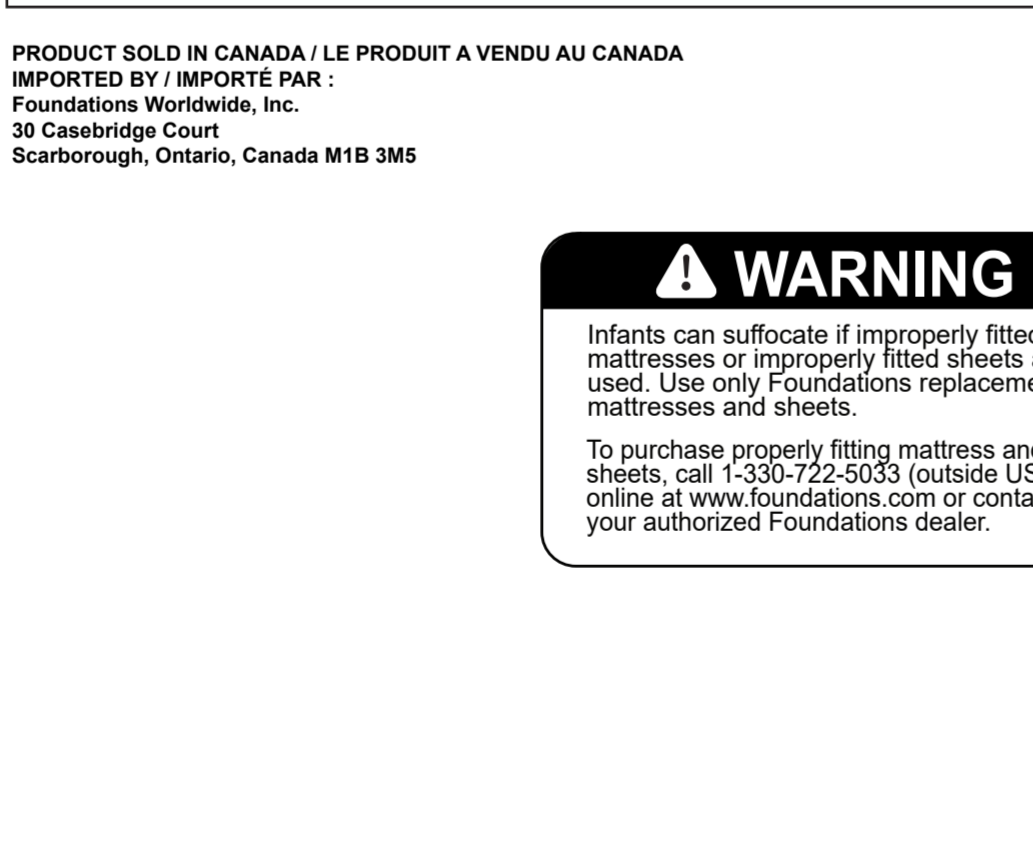 PRODUCT SOLD IN CANADA / LE PRODUIT A VENDU AU CANADA
IMPORTED BY / IMPORTÉ PAR :
Foundations Worldwide, Inc.
30 Casebridge Court
Scarborough, Ontario, Canada M1B 3M5
WARNING
Infants can suffocate if improperly fitted
mattresses or improperly fitted sheets
used. Use only Foundations
mattresses and sheets.
To purchase properly fitting mattress and
sheets, call 1-330-722-5033 (outside
online at www.foundations.com or
your authorized Foundations dealer.